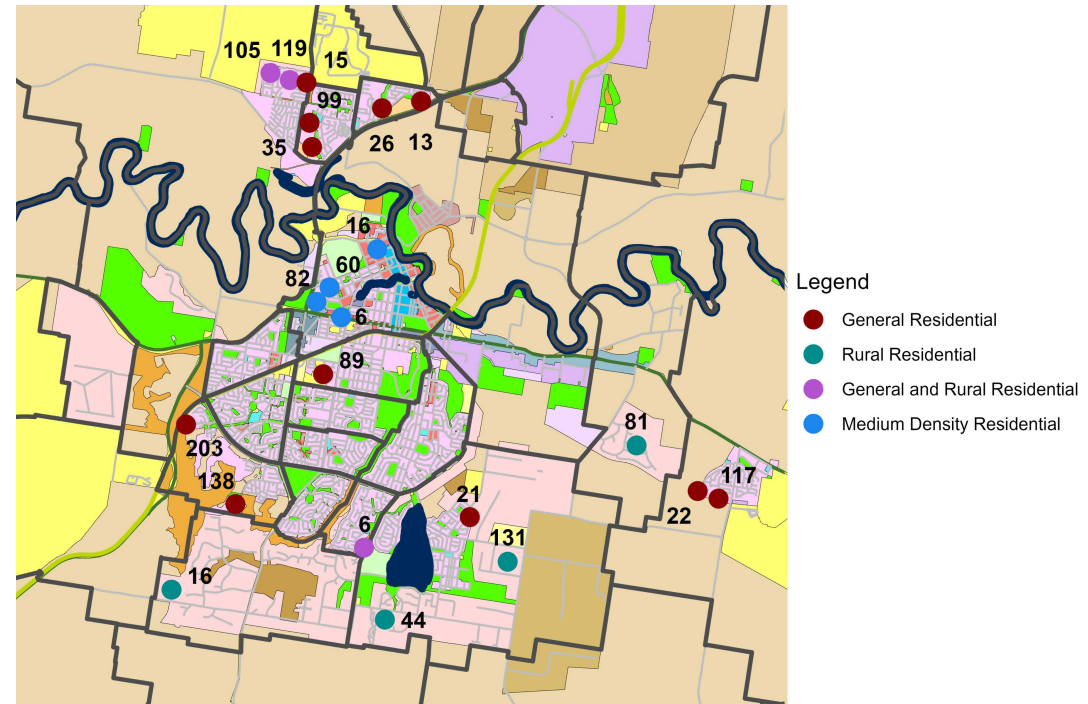 105 119 15
99
35 26 13
16
60
82
6
89
203
138
81
117
22
21
131
6
16
44
Legend
General Residential
Rural Residential
General and Rural Residential
Medium Density Residential